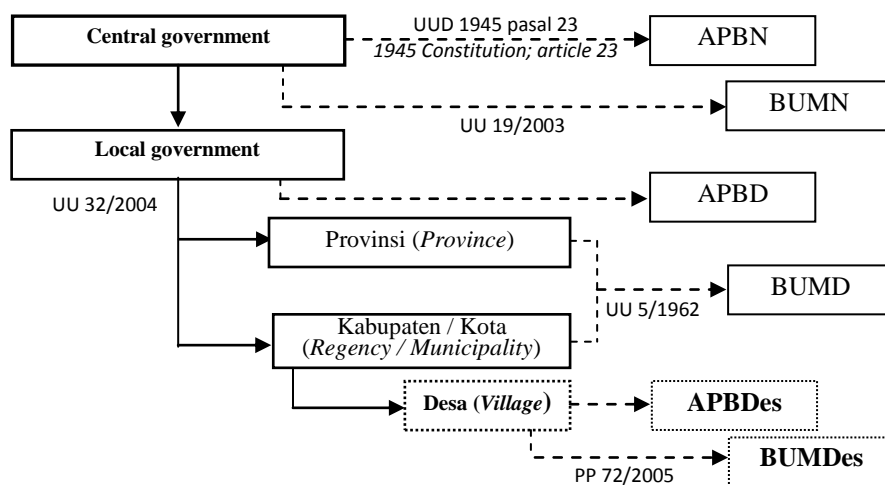 UUD 1945 pasal 23
Central government
APBN
1945 Constitution; article 23
BUMN
UU 19/2003
Local government
APBD
UU 32/2004
Provinsi (Province)
BUMD
UU 5/1962
Kabupaten / Kota
(Regency / Municipality)
Desa (Village)
APBDes
BUMDes
PP 72/2005